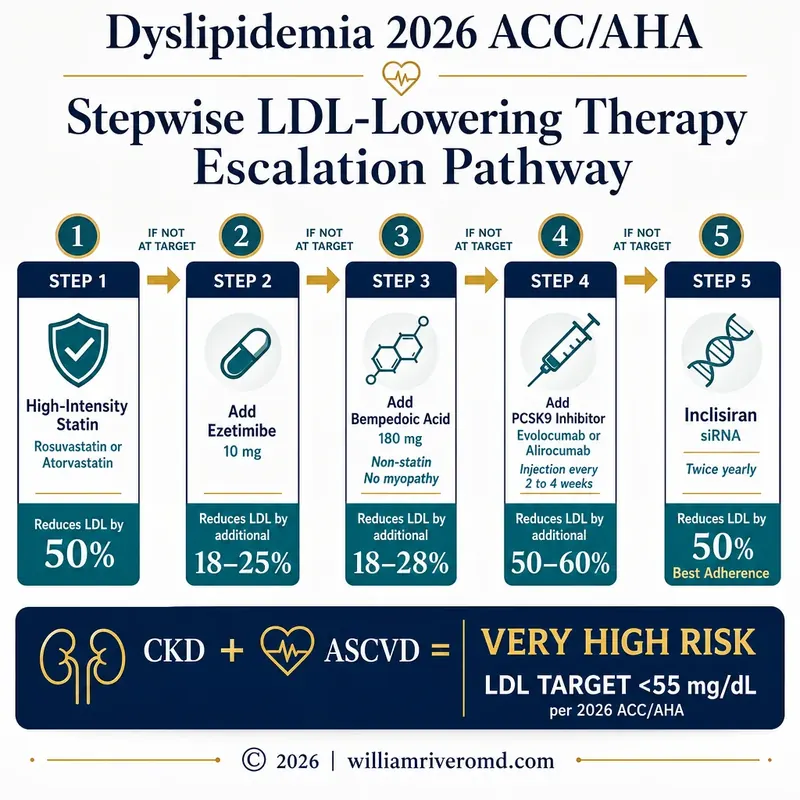 Dyslipidemia 2026 ACC/AHA
Stepwise LDL-Lowering Therapy
Escalation Pathway
1
IF NOT
AT TARGET
2
IF NOT
AT TARGET
3
IF NOT
AT TARGET
4
IF NOT
AT TARGET
5
STEP 1
High-Intensity
Statin
Rosuvastatin or
Atorvastatin
Reduces LDL by
50%
STEP 2
Add
Ezetimibe
10 mg
Reduces LDL by
additional
18–25%
STEP 3
Add
Bempedoic Acid
180 mg
Non-statin
No myopathy
Reduces LDL by
additional
18–28%
STEP 4
Add
PCSK9 Inhibitor
Evolocumab or
Alirocumab
Injection every
2 to 4 weeks
Reduces LDL by
additional
50–60%
STEP 5
Inclisiran
siRNA
Twice yearly
Reduces LDL by
50%
Best Adherence
CKD + ASCVD =
VERY HIGH RISK
LDL TARGET <55 mg/dL
per 2026 ACC/AHA
© 2026 | williamriveromd.com